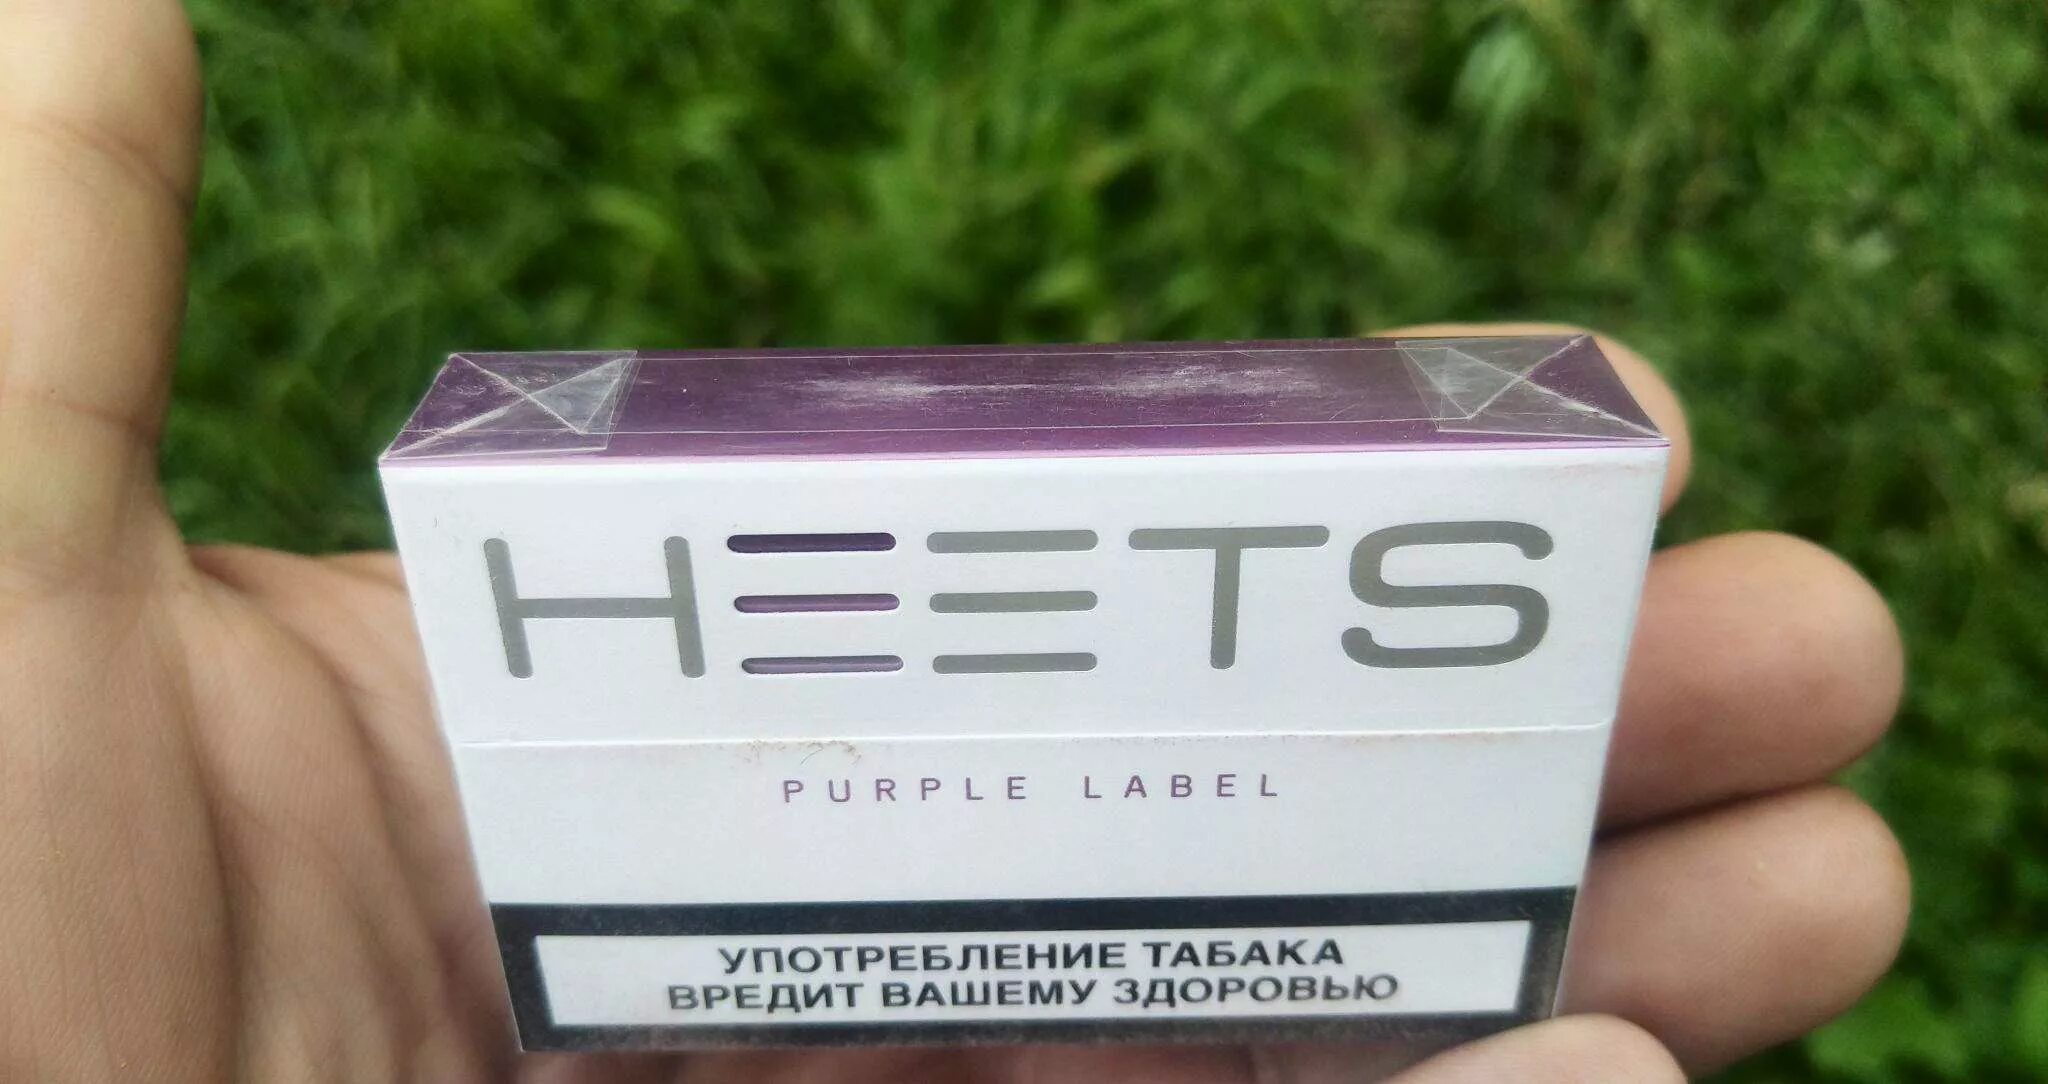 HEETS
PURPLE LABEL
УПОТРЕБЛЕНИЕ ТАБАКА
ВРЕДИТ ВАШЕМУ ЗДОРОВЬЮ